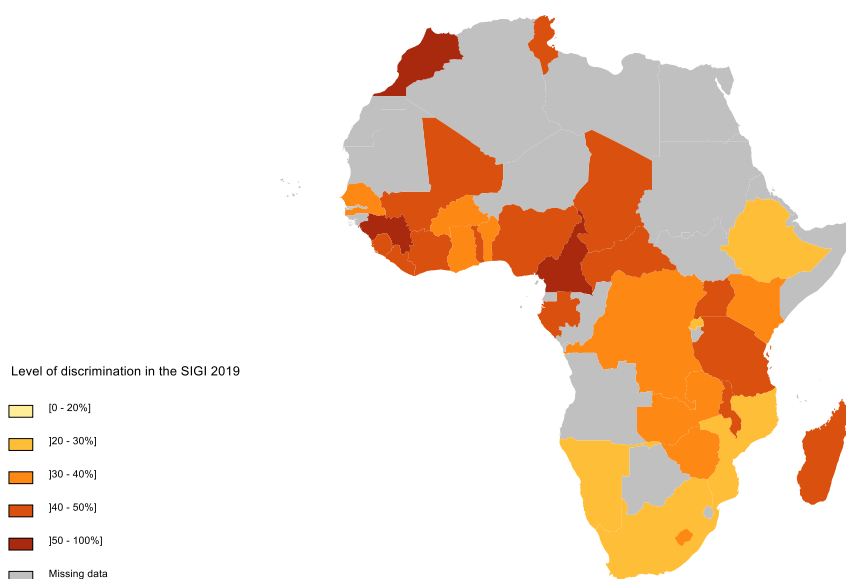 Level of discrimination in the SIGI 2019
]0 - 20%]
]20 - 30%]
]30 - 40%]
]40 - 50%]
]50 - 100%]
Missing data